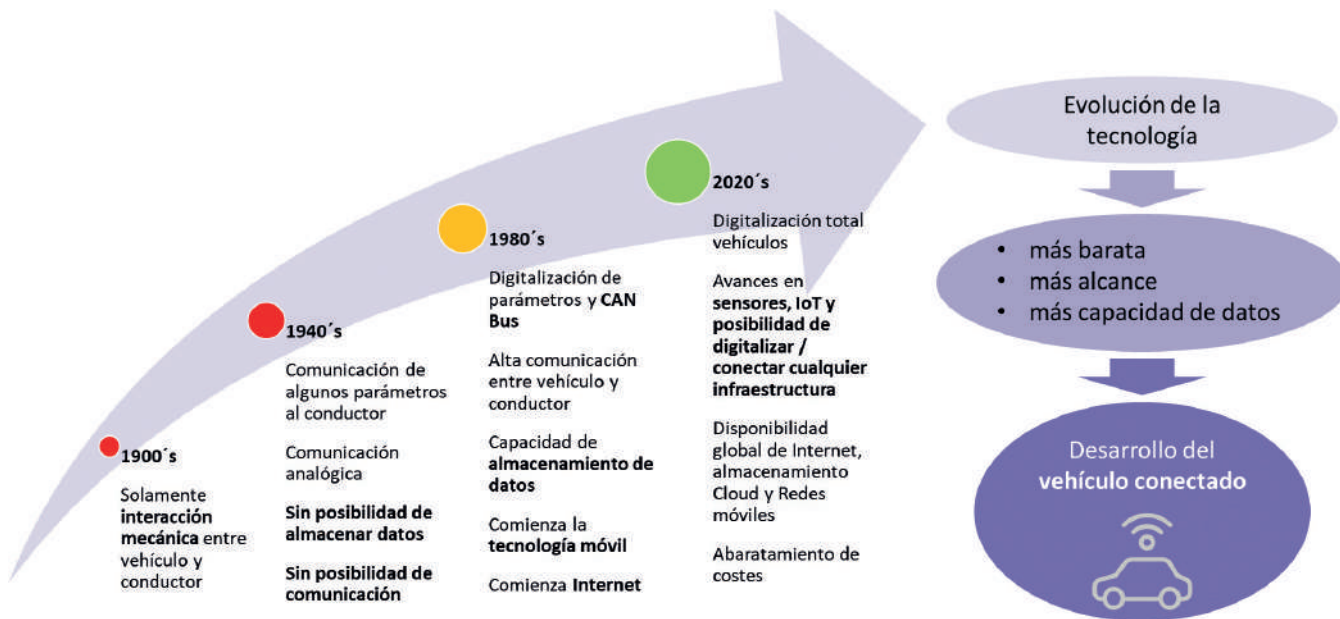 1900´s
Solamente
interacción
mecánica entre
vehículo y
conductor
1940´s
Comunicación de
algunos parámetros
al conductor
Comunicación
analógica
Sin posibilidad de
almacenar datos
Sin posibilidad de
comunicación
1980´s
Digitalización de
parámetros y CAN
Bus
Alta comunicación
entre vehículo y
conductor
Capacidad de
almacenamiento de
datos
Comienza la
tecnología móvil
Comienza Internet
2020´s
Digitalización total
vehículos
Avances en
sensores, IoT y
posibilidad de
digitalizar /
conectar cualquier
infraestructura
Disponibilidad
global de Internet,
almacenamiento
Cloud y Redes
móviles
Abaratamiento de
costes
Evolución de la
tecnología
• más barata
• más alcance
• más capacidad de datos
Desarrollo del
vehículo conectado